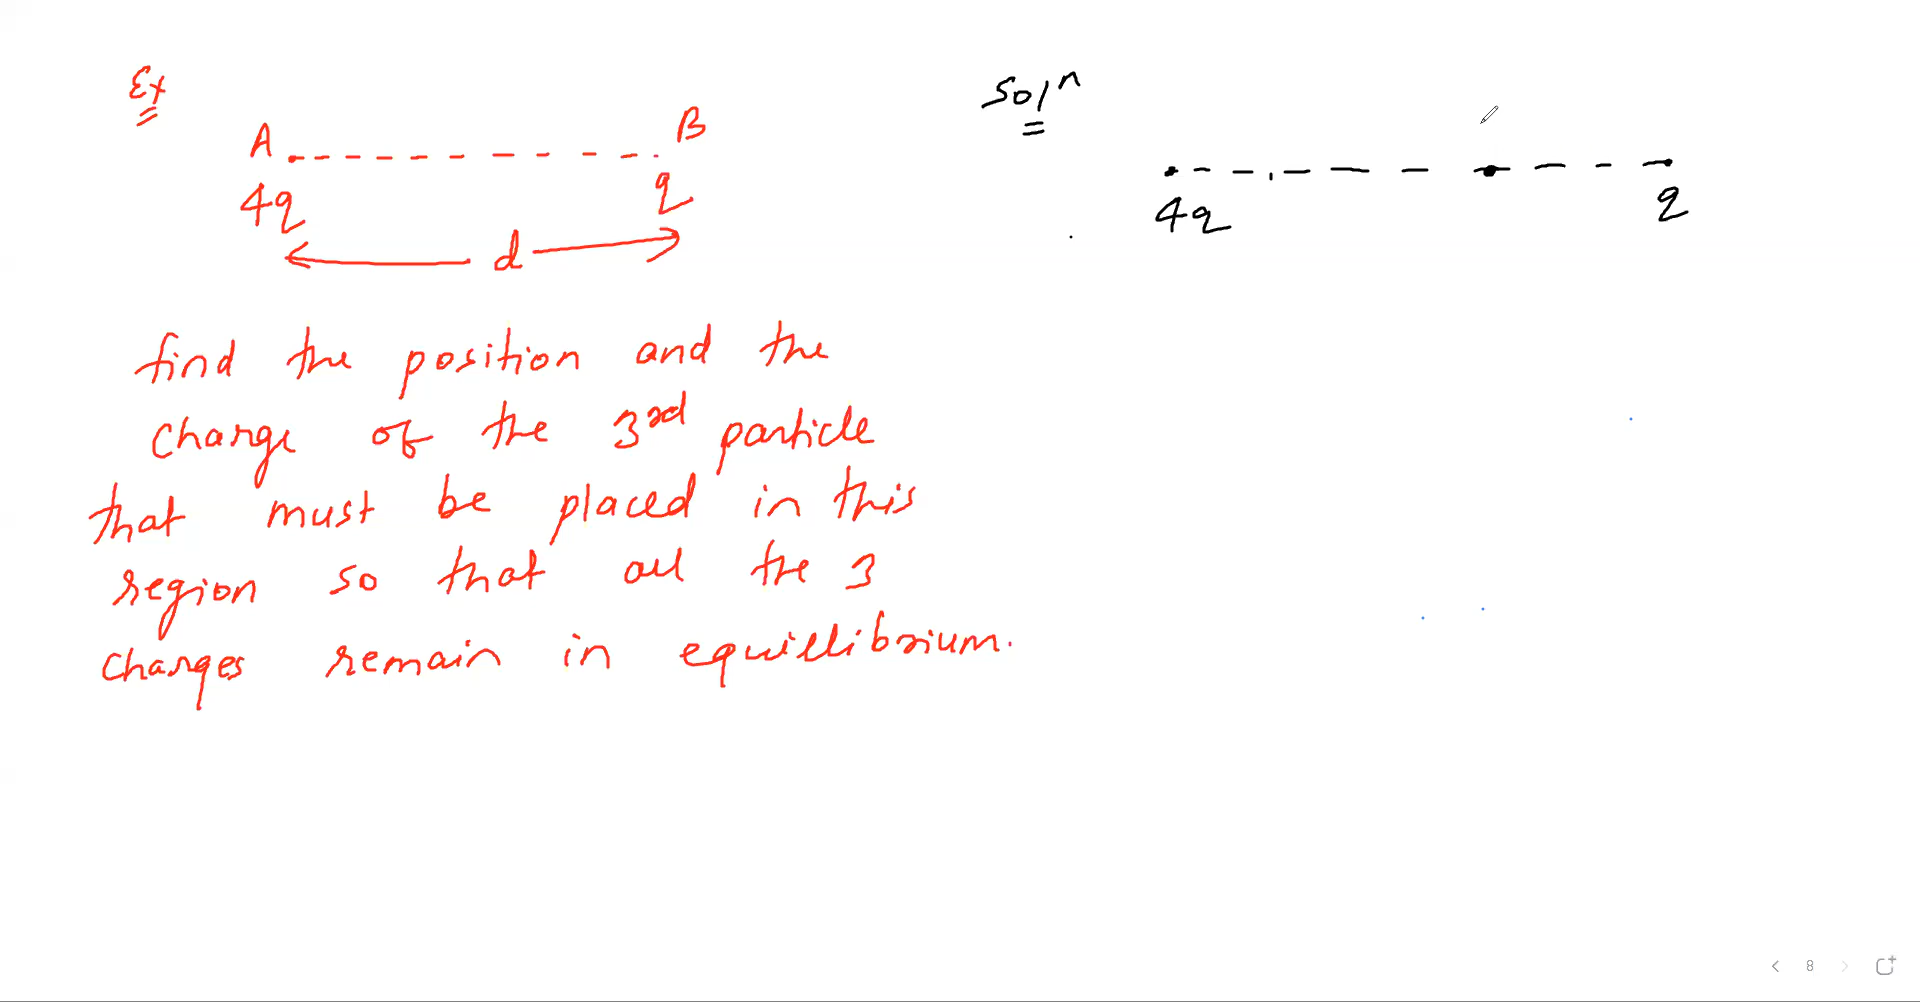 Ex
A B
4q q
d
find the position and the
charge of the 3rd particle
that must be placed in this
region so that all the 3
charges remain in equillibrium.
Solⁿ
4q q
8